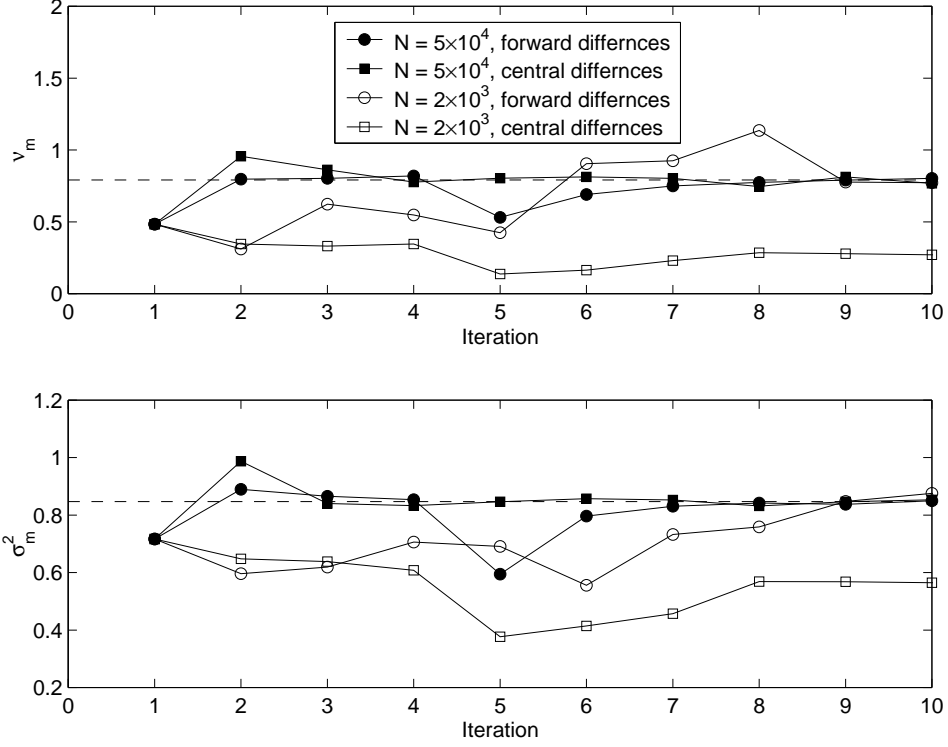 2
1.5
1
0.5
0
ν_m
N = 5×10^4, forward differnces
N = 5×10^4, central differnces
N = 2×10^3, forward differnces
N = 2×10^3, central differnces
0 1 2 3 4 5 6 7 8 9 10
Iteration
1.2
1
0.8
0.6
0.4
0.2
σ_m^2
0 1 2 3 4 5 6 7 8 9 10
Iteration